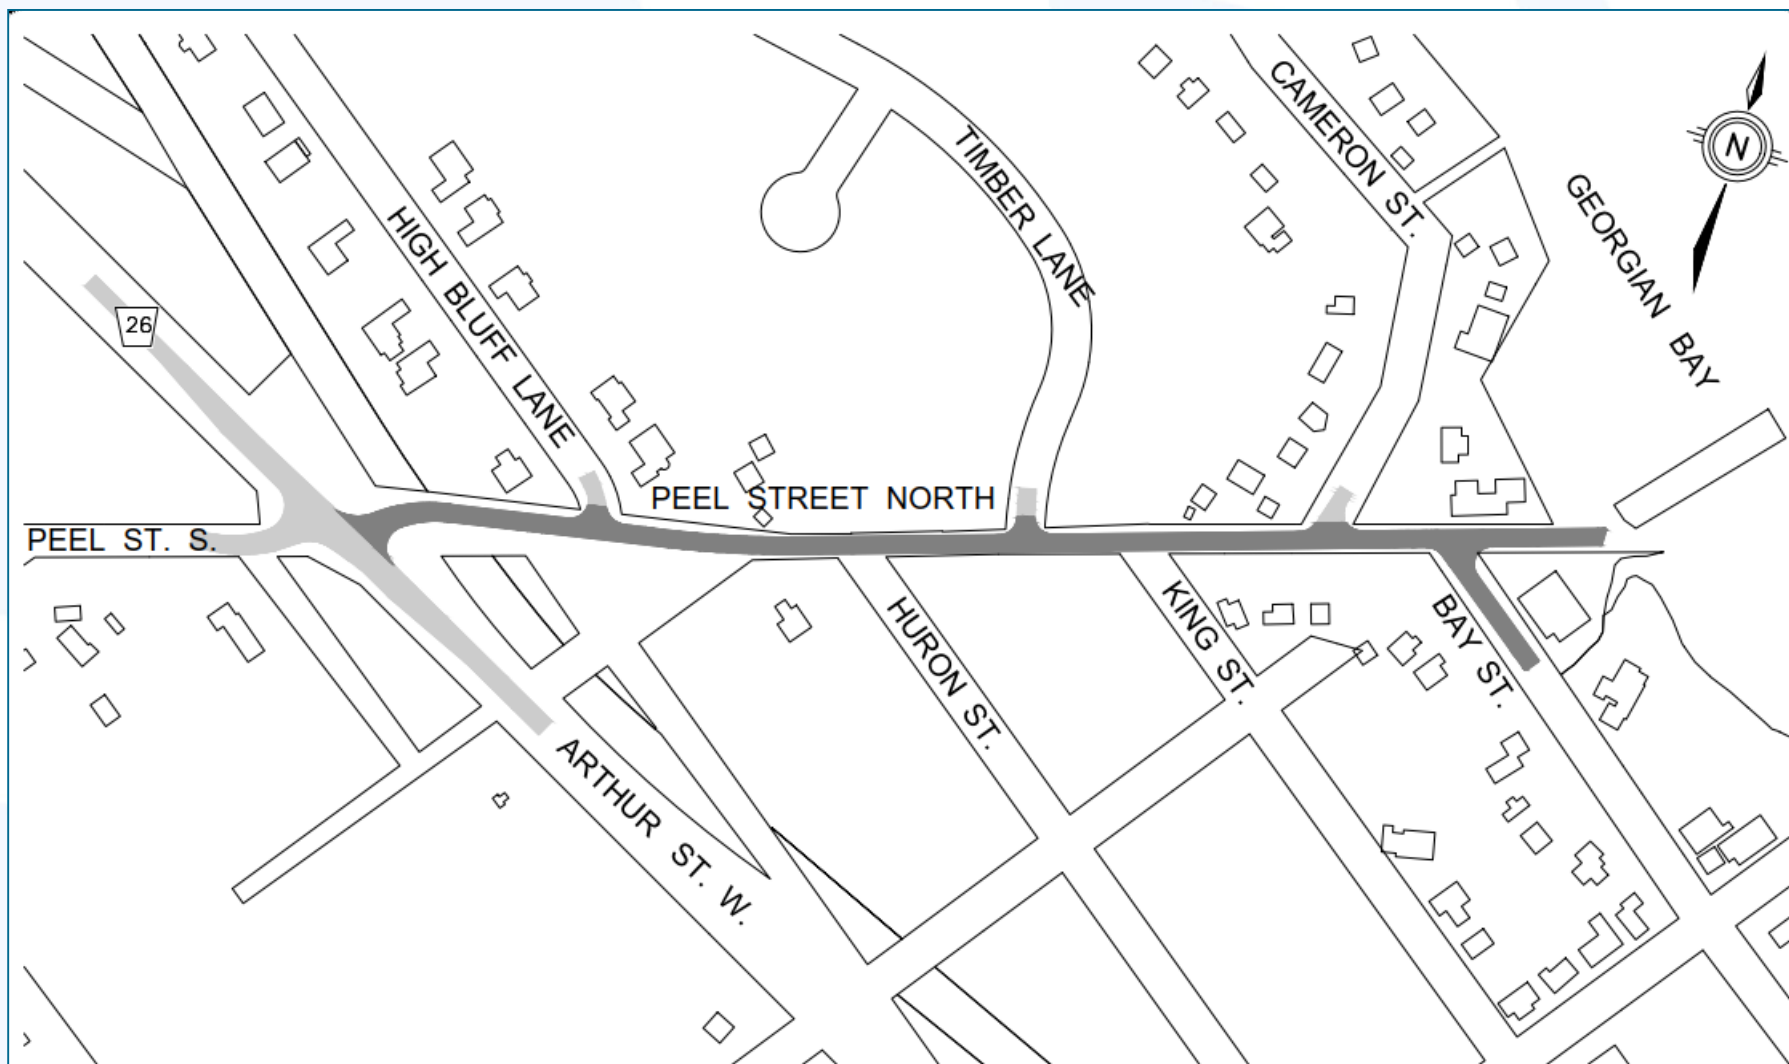 CAMERON ST.
N
TIMBER LANE
GEORGIAN BAY
HIGH BLUFF LANE
26
PEEL STREET NORTH
PEEL ST. S.
HURON ST.
KING ST.
BAY ST.
ARTHUR ST. W.